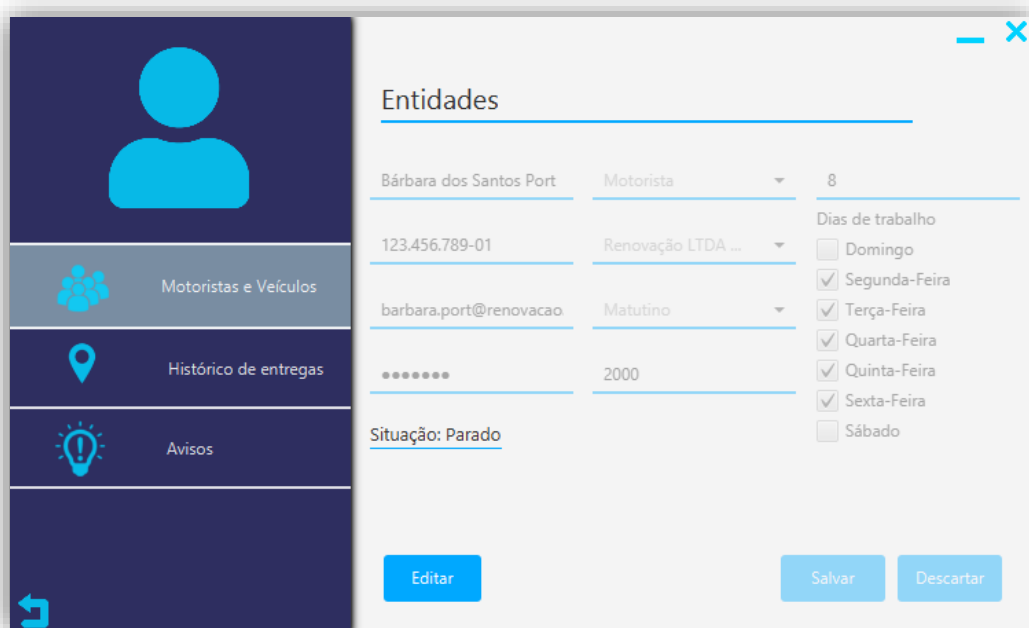 Motoristas e Veículos
Histórico de entregas
Avisos
Entidades
Bárbara dos Santos Port
Motorista
8
123.456.789-01
Renovação LTDA ...
barbara.port@renovacao.
Matutino
•••••••
2000
Situação: Parado
Dias de trabalho
Domingo
Segunda-Feira
Terça-Feira
Quarta-Feira
Quinta-Feira
Sexta-Feira
Sábado
Editar
Salvar
Descartar